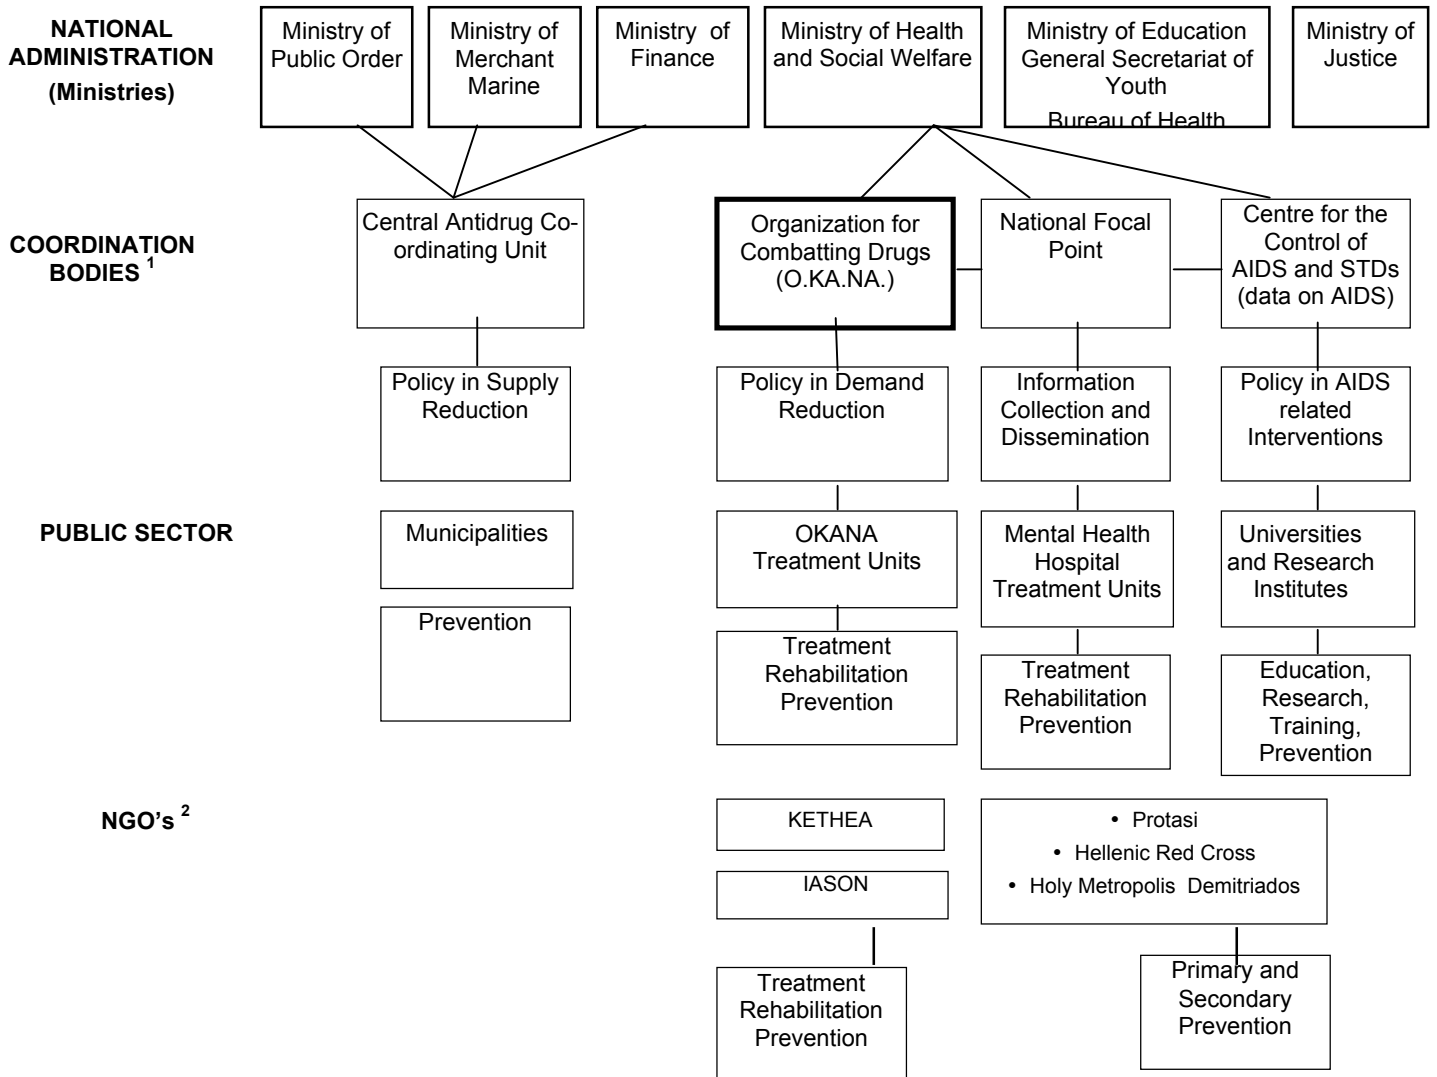 NATIONAL
ADMINISTRATION
(Ministries)
Ministry of
Public Order
Ministry of
Merchant
Marine
Ministry of
Finance
Ministry of Health
and Social Welfare
Ministry of Education
General Secretariat of
Youth
Bureau of Health
Ministry of
Justice
COORDINATION
BODIES 1
Central Antidrug Co-
ordinating Unit
Organization for
Combatting Drugs
(O.KA.NA.)
National Focal
Point
Centre for the
Control of
AIDS and STDs
(data on AIDS)
Policy in Supply
Reduction
Policy in Demand
Reduction
Information
Collection and
Dissemination
Policy in AIDS
related
Interventions
PUBLIC SECTOR
Municipalities
OKANA
Treatment Units
Mental Health
Hospital
Treatment Units
Universities
and Research
Institutes
Prevention
Treatment
Rehabilitation
Prevention
Treatment
Rehabilitation
Prevention
Education,
Research,
Training,
Prevention
NGO's 2
KETHEA
IASON
• Protasi
• Hellenic Red Cross
• Holy Metropolis Demitriados
Treatment
Rehabilitation
Prevention
Primary and
Secondary
Prevention